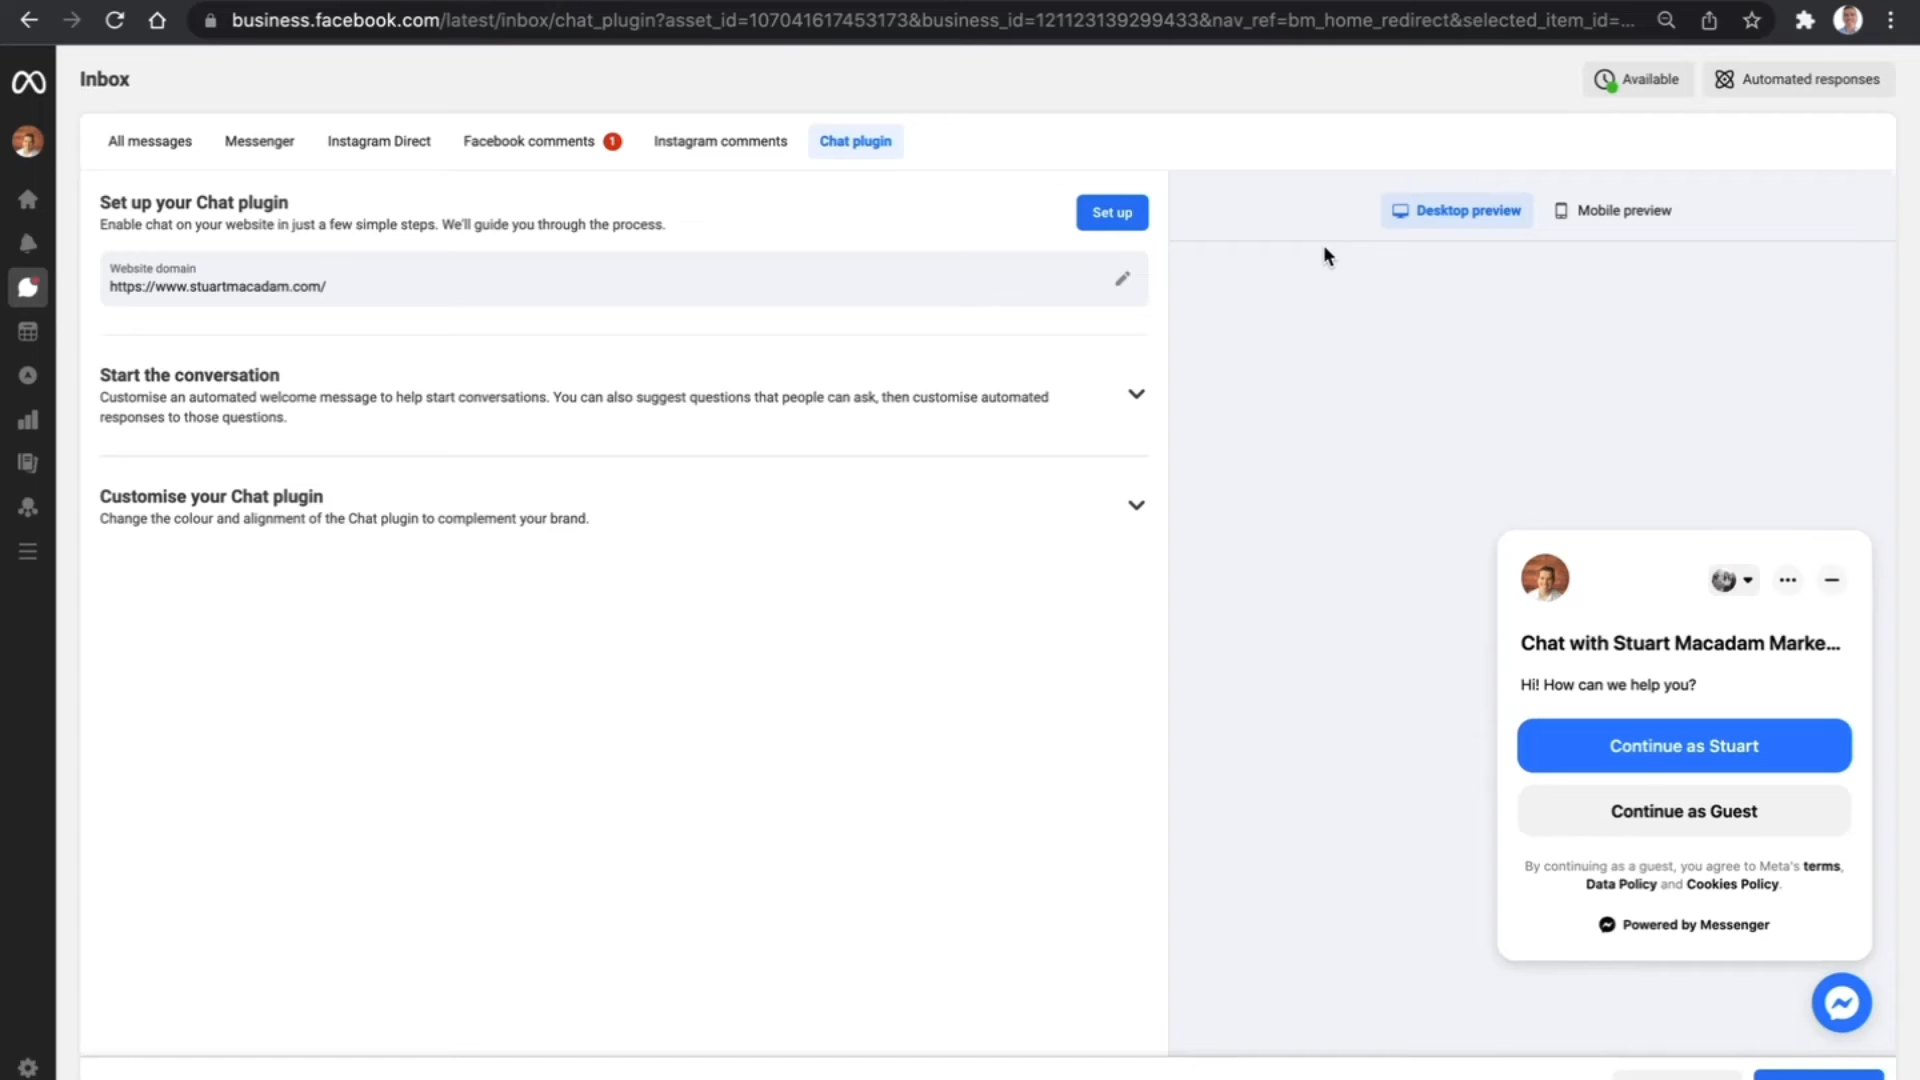 business.facebook.com/latest/inbox/chat_plugin?asset_id=107041617453173&business_id=121123139299433&nav_ref=bm_home_redirect&selected_item_id=...
Inbox
Available
Automated responses
All messages
Messenger
Instagram Direct
Facebook comments
1
Instagram comments
Chat plugin
Set up your Chat plugin
Enable chat on your website in just a few simple steps. We'll guide you through the process.
Set up
Website domain
https://www.stuartmacadam.com/
Start the conversation
Customise an automated welcome message to help start conversations. You can also suggest questions that people can ask, then customise automated
responses to those questions.
Customise your Chat plugin
Change the colour and alignment of the Chat plugin to complement your brand.
Desktop preview
Mobile preview
Chat with Stuart Macadam Marke...
Hi! How can we help you?
Continue as Stuart
Continue as Guest
By continuing as a guest, you agree to Meta's terms,
Data Policy and Cookies Policy.
Powered by Messenger